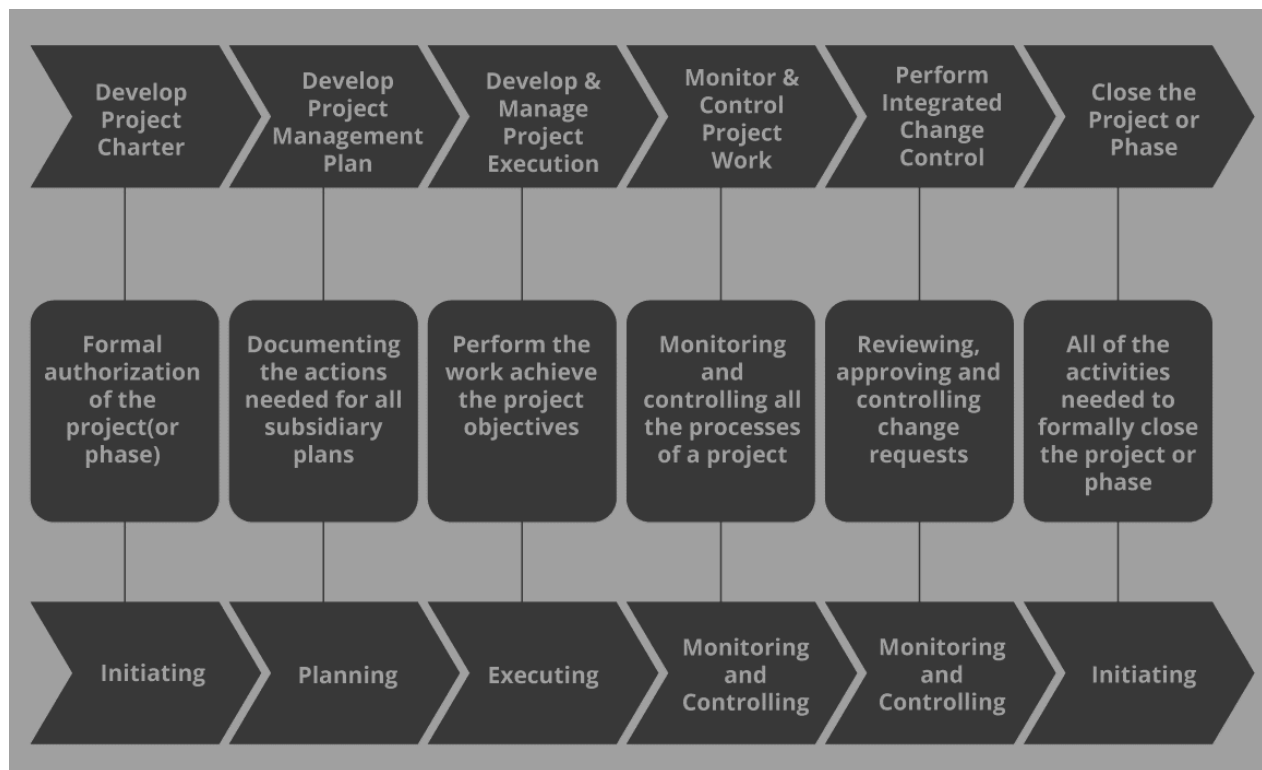 Develop
Project
Charter
Develop
Project
Management
Plan
Develop &
Manage
Project
Execution
Monitor &
Control
Project
Work
Perform
Integrated
Change
Control
Close the
Project or
Phase
Formal
authorization
of the
project(or
phase)
Documenting
the actions
needed for all
subsidiary
plans
Perform the
work achieve
the project
objectives
Monitoring
and
controlling all
the processes
of a project
Reviewing,
approving and
controlling
change
requests
All of the
activities
needed to
formally close
the project or
phase
Initiating
Planning
Executing
Monitoring
and
Controlling
Monitoring
and
Controlling
Initiating